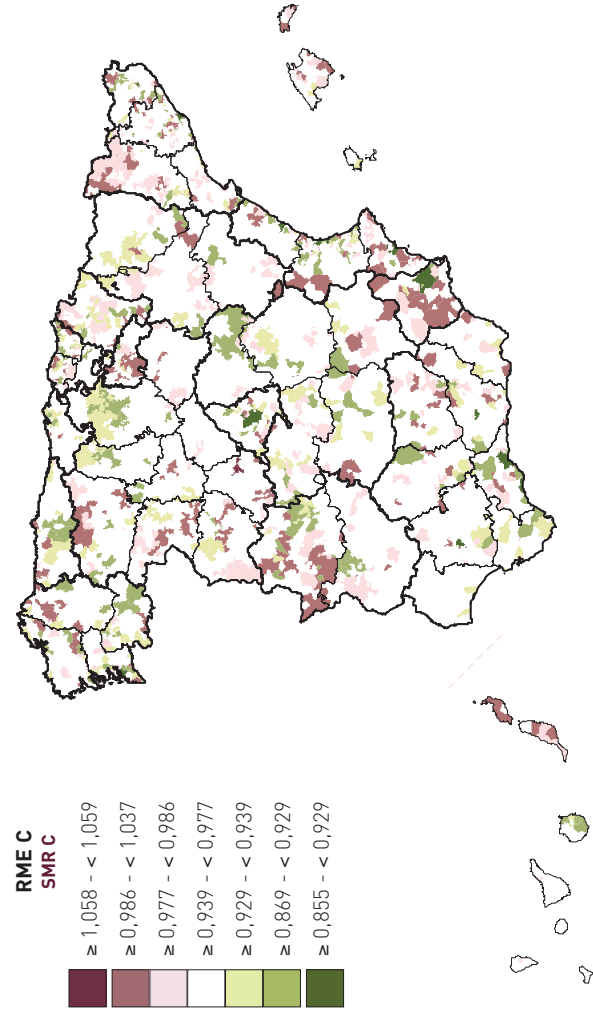 RME C
SMR C
≥ 1,058 - < 1,059
≥ 0,986 - < 1,037
≥ 0,977 - < 0,986
≥ 0,939 - < 0,977
≥ 0,929 - < 0,939
≥ 0,869 - < 0,929
≥ 0,855 - < 0,929